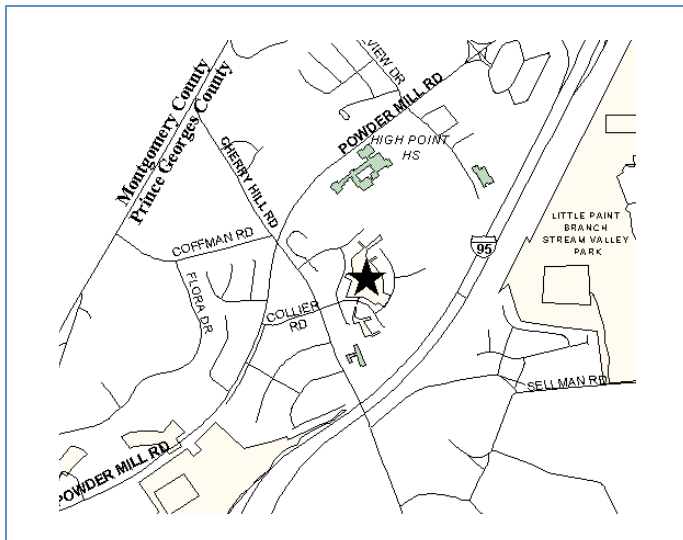 Montgomery County
Prince Georges County
VIEW DR
POWDER MILL RD
HIGH POINT
HS
CHERRY HILL RD
COFFMAN RD
FLORA DR
COLLIER
RD
95
LITTLE PAINT
BRANCH
STREAM VALLEY
PARK
SELLMAN RD
POWDER MILL RD